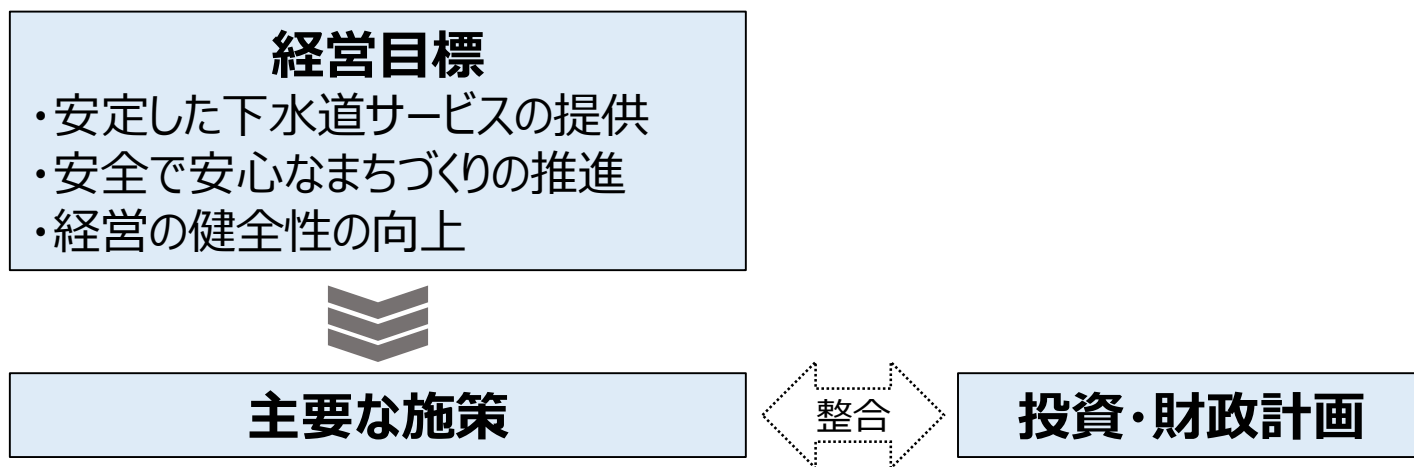 経営目標
・安定した下水道サービスの提供
・安全で安心なまちづくりの推進
・経営の健全性の向上
主要な施策
整合
投資・財政計画